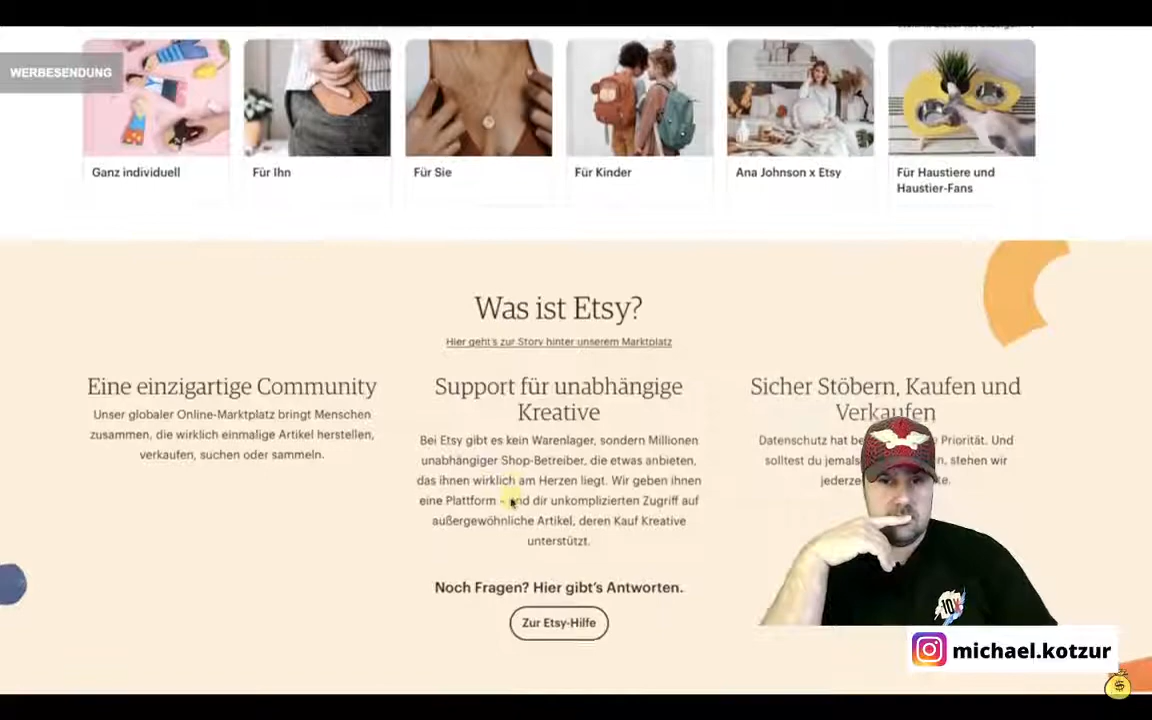 WERBESENDUNG
Ganz individuell
Für Ihn
Für Sie
Für Kinder
Ana Johnson x Etsy
Für Haustiere und
Haustier-Fans
Was ist Etsy?
Hier geht's zur Story hinter unserem Marktplatz
Eine einzigartige Community
Unser globaler Online-Marktplatz bringt Menschen
zusammen, die wirklich einmalige Artikel herstellen,
verkaufen, suchen oder sammeln.
Support für unabhängige
Kreative
Bei Etsy gibt es kein Warenlager, sondern Millionen
unabhängiger Shop-Betreiber, die etwas anbieten,
das ihnen wirklich am Herzen liegt. Wir geben ihnen
eine Plattform – und dir unkomplizierten Zugriff auf
außergewöhnliche Artikel, deren Kauf Kreative
unterstützt.
Sicher Stöbern, Kaufen und
Verkaufen
Datenschutz hat Priorität. Und
solltest du jemals stehen wir
Noch Fragen? Hier gibt's Antworten.
Zur Etsy-Hilfe
10X
michael.kotzur